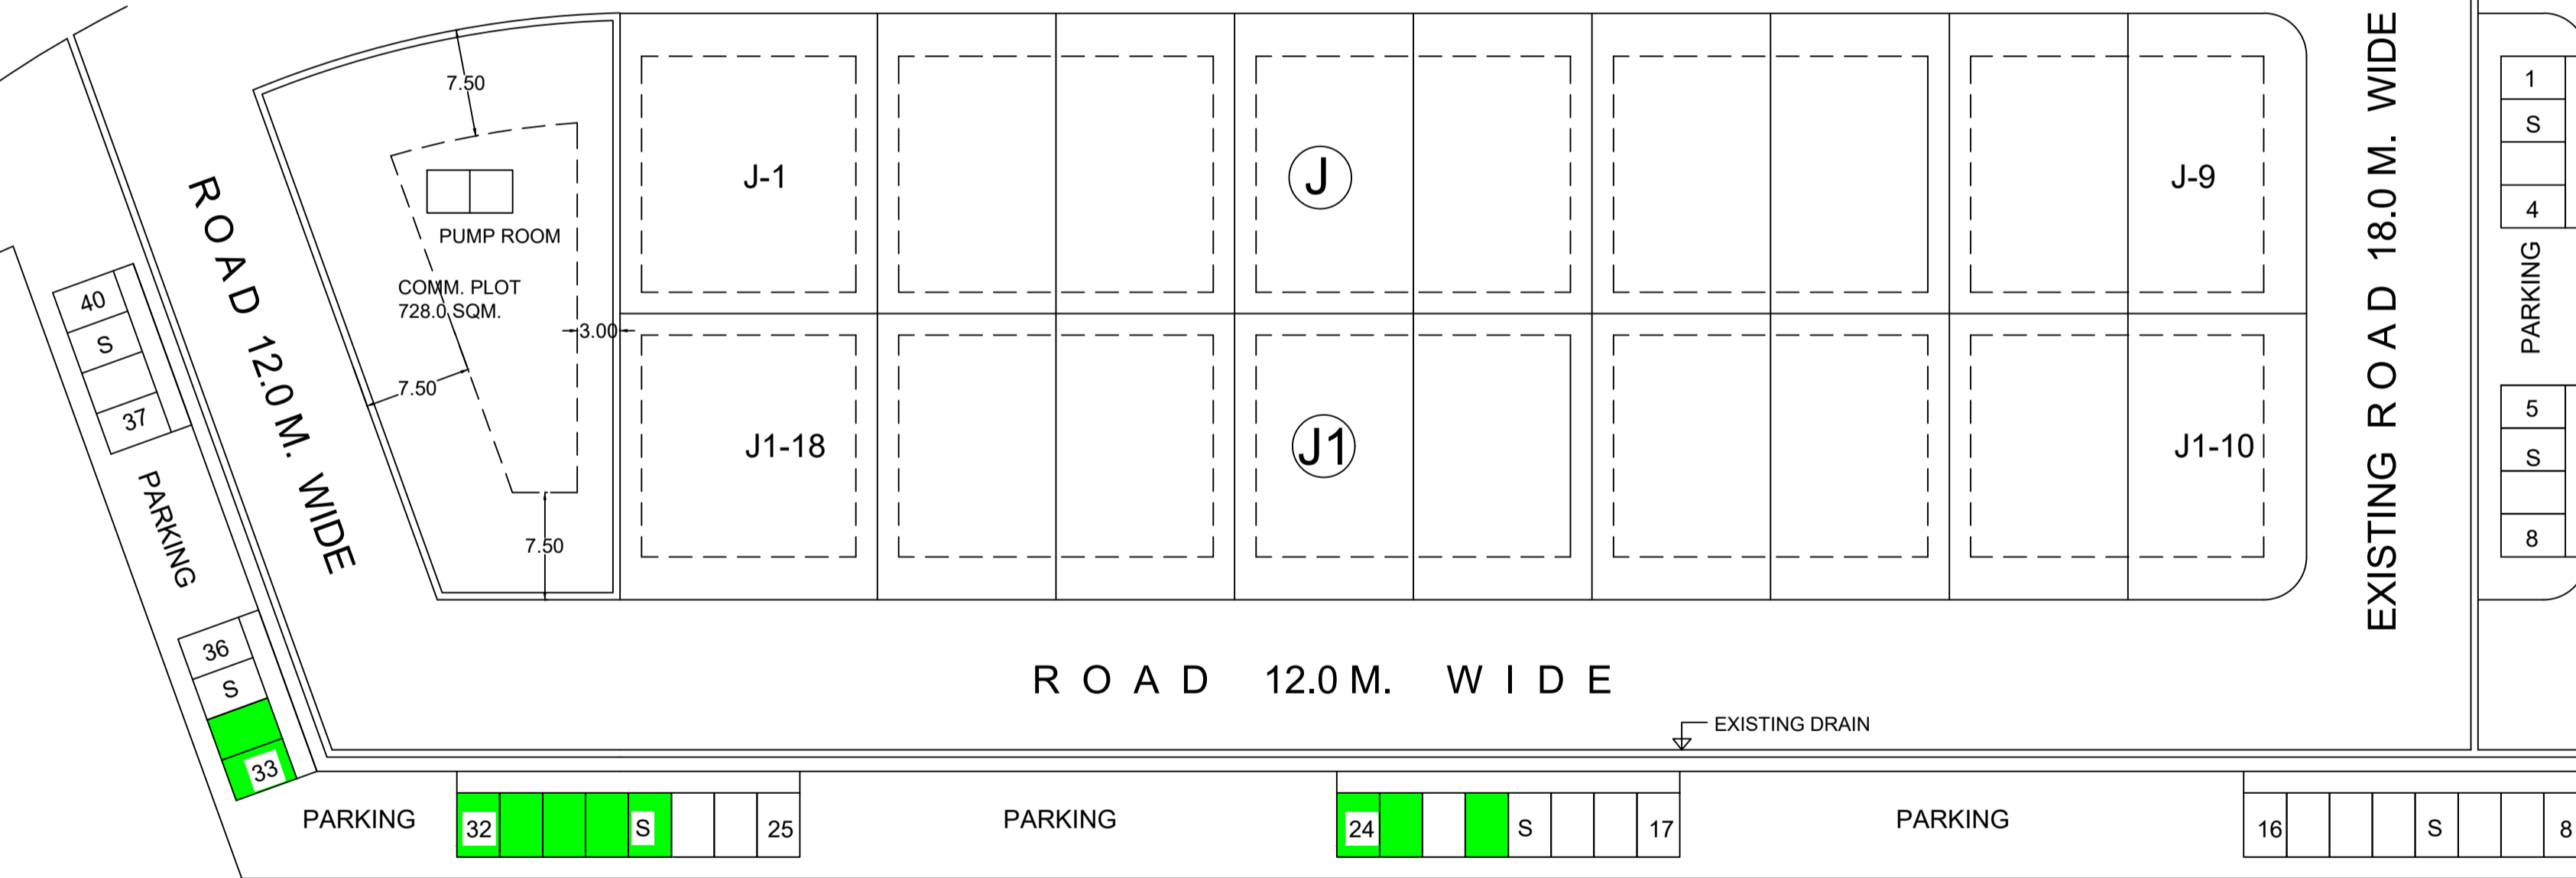 7.50
PUMP ROOM
COMM. PLOT
728.0 SQM.
3.00
7.50
7.50
J-1
J
J-9
J1-18
J1
J1-10
ROAD 12.0 M. WIDE
40
S
37
PARKING
36
S
33
ROAD 12.0 M. WIDE
EXISTING DRAIN
EXISTING ROAD 18.0 M. WIDE
1
S
4
PARKING
5
S
8
PARKING
32
S
25
PARKING
24
S
17
PARKING
16
S
8